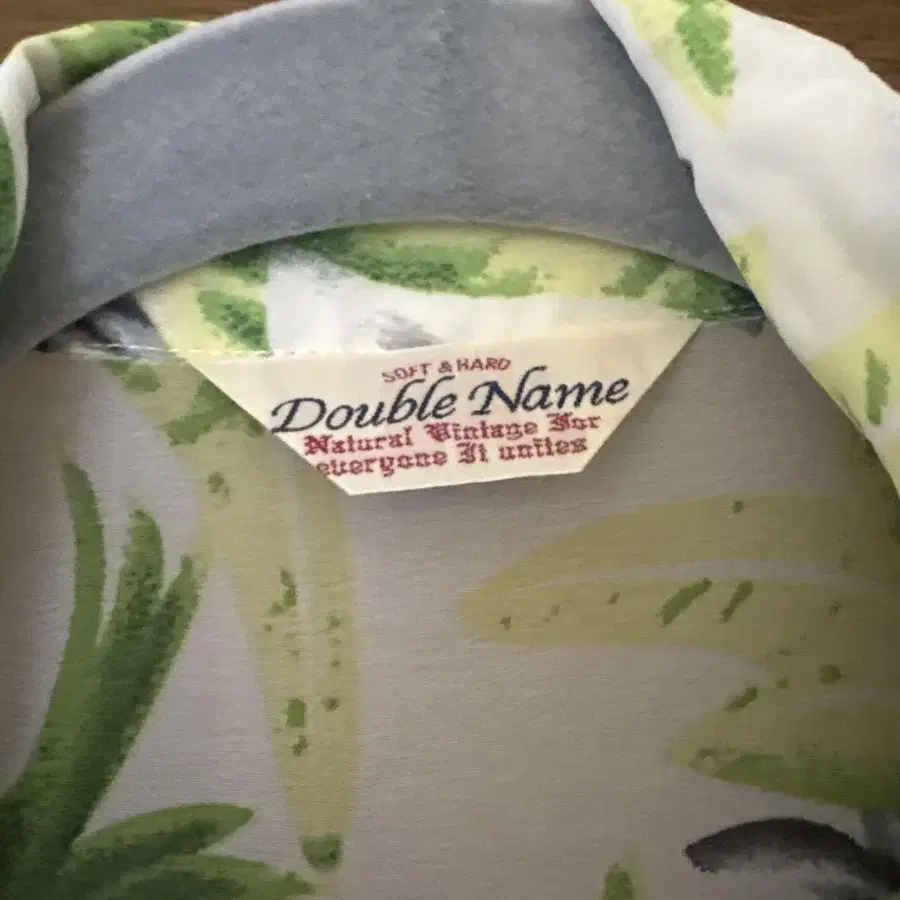 SOFT & HARD
Double Name
Natural Vintage For
everyone It unites